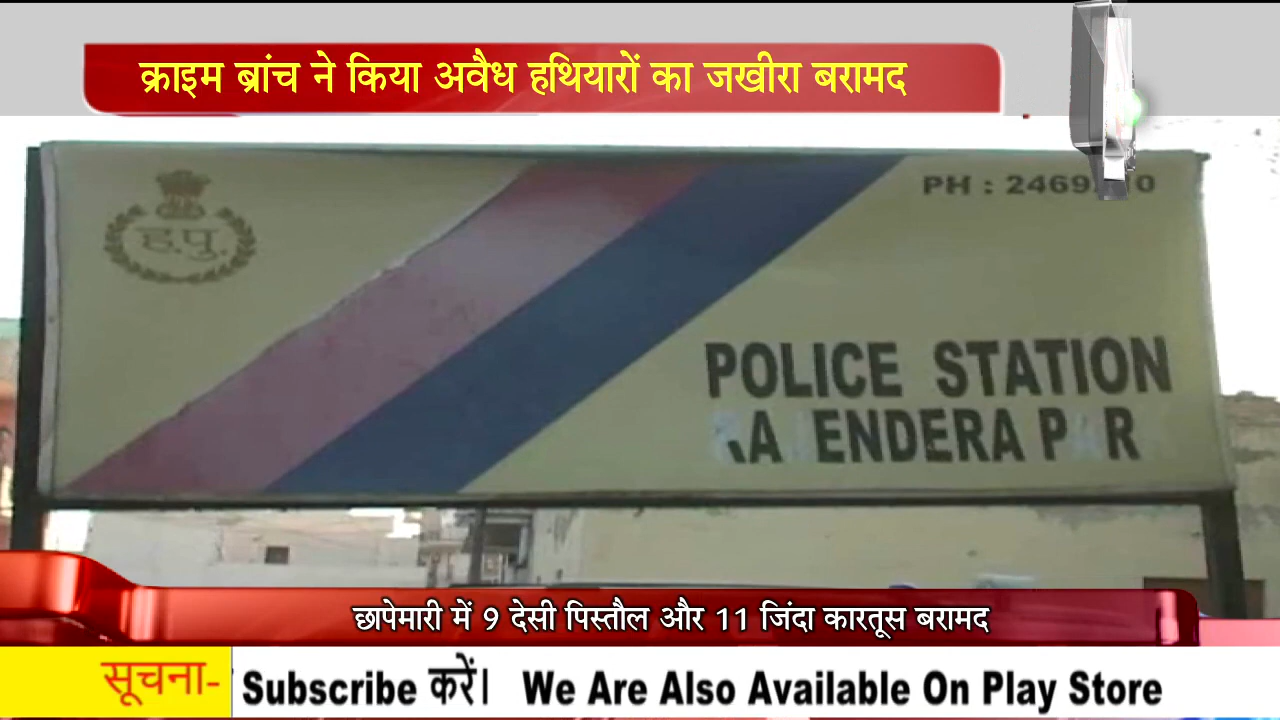 क्राइम ब्रांच ने किया अवैध हथियारों का जखीरा बरामद
PH :
ह.पु.
POLICE STATION
छापेमारी में 9 देसी पिस्तौल और 11 जिंदा कारतूस बरामद
सूचना- Subscribe करें। We Are Also Available On Play Store